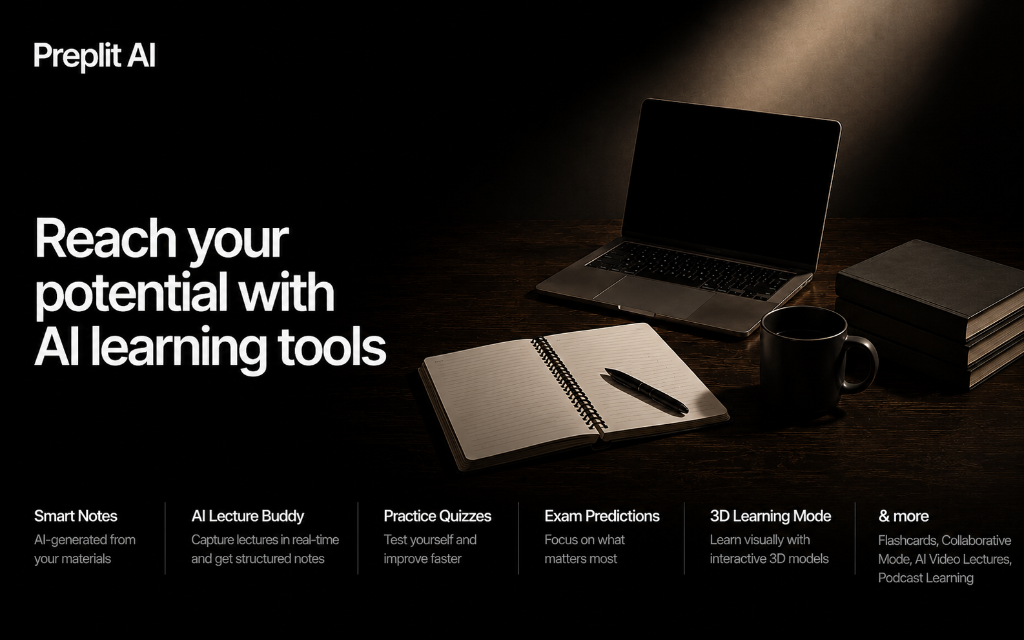 Preplit AI
Reach your
potential with
AI learning tools
Smart Notes
AI-generated from
your materials
AI Lecture Buddy
Capture lectures in real-time
and get structured notes
Practice Quizzes
Test yourself and
improve faster
Exam Predictions
Focus on what
matters most
3D Learning Mode
Learn visually with
interactive 3D models
& more
Flashcards, Collaborative
Mode, AI Video Lectures,
Podcast Learning